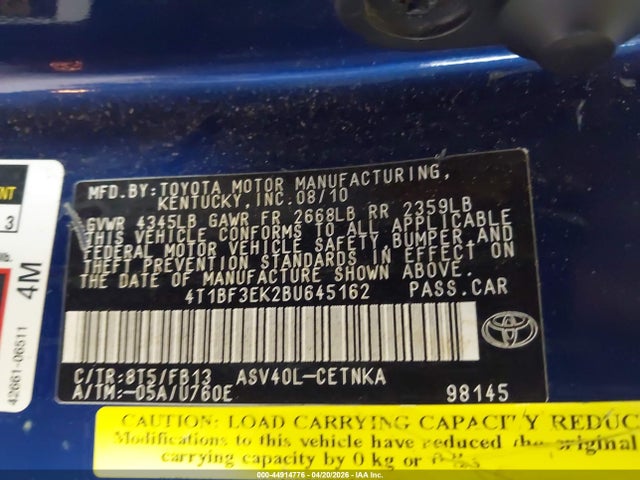 MFD.BY:TOYOTA MOTOR MANUFACTURING,
KENTUCKY,INC.08/10
GVWR 4345LB GAWR FR 2668LB RR 2359LB
THIS VEHICLE CONFORMS TO ALL APPLICABLE
FEDERAL MOTOR VEHICLE SAFETY,BUMPER,AND
THEFT PREVENTION STANDARDS IN EFFECT ON
THE DATE OF MANUFACTURE SHOWN ABOVE.
4T1BF3EK2BU645162 PASS.CAR
C/TR:8T5/FB13 ASV40L-CETNKA
A/TM:-05A/U760E 98145
TOYOTA
3
4M
42661-06511
CAUTION: LOAD CARRYING CAPACITY REDUC
Modifications to this vehicle have reduced the original
carrying capacity by 0 kg or
000-44914776 - 04/20/2026 - IAA Inc.